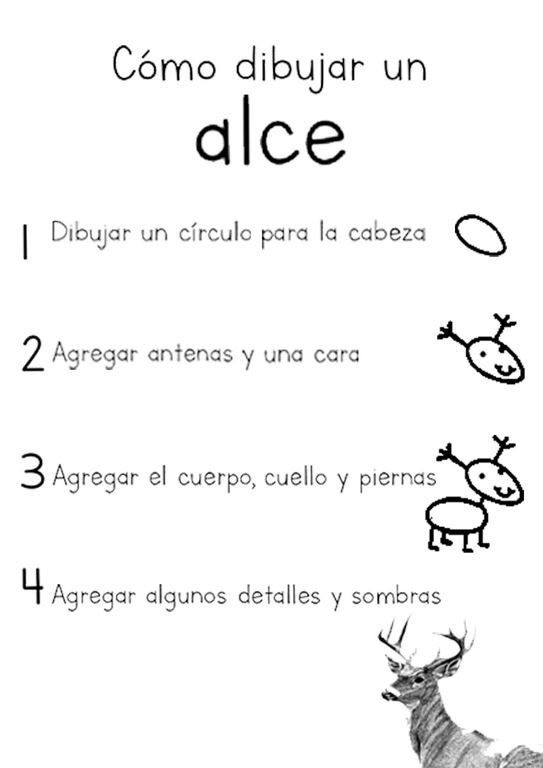 Cómo dibujar un
alce
1 Dibujar un círculo para la cabeza
2 Agregar antenas y una cara
3 Agregar el cuerpo, cuello y piernas
4 Agregar algunos detalles y sombras